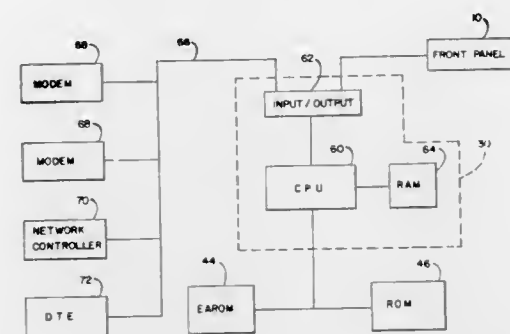 68
MODEM
66
62
10
FRONT PANEL
INPUT/OUTPUT
68
MODEM
60
CPU
64
RAM
30
70
NETWORK
CONTROLLER
72
DTE
44
EAROM
46
ROM